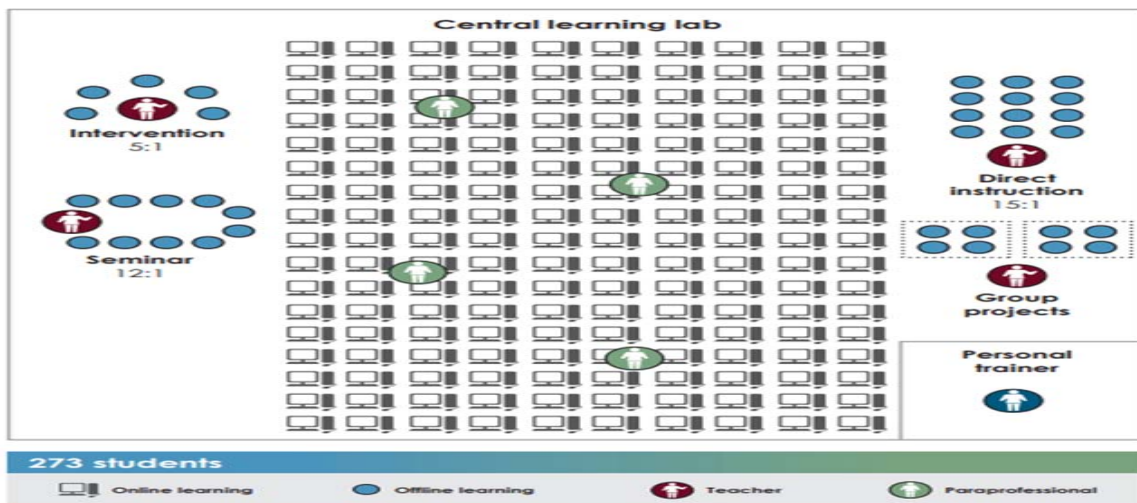 Central learning lab
Intervention
5:1
Seminar
12:1
Direct
instruction
15:1
Group
projects
Personal
trainer
273 students
Online learning
Offline learning
Teacher
Paraprofessional